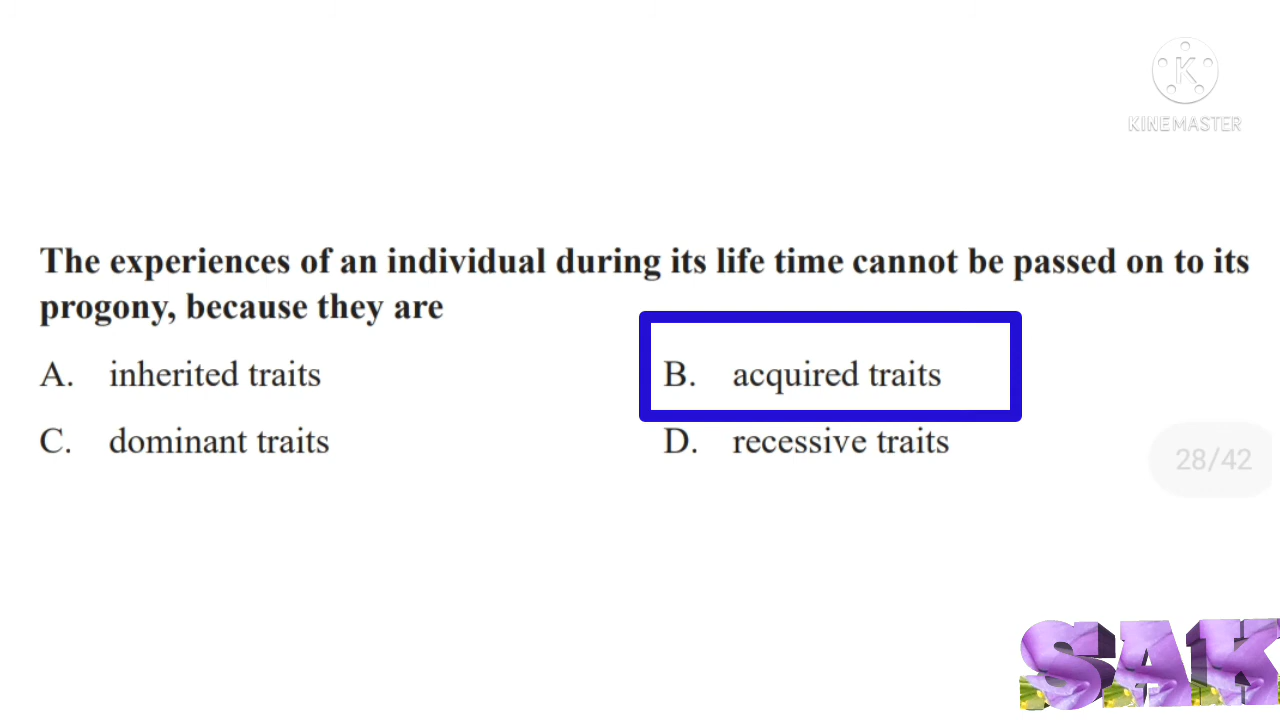 KINEMASTER
The experiences of an individual during its life time cannot be passed on to its
progony, because they are
A. inherited traits B. acquired traits
C. dominant traits D. recessive traits
28/42
SAK